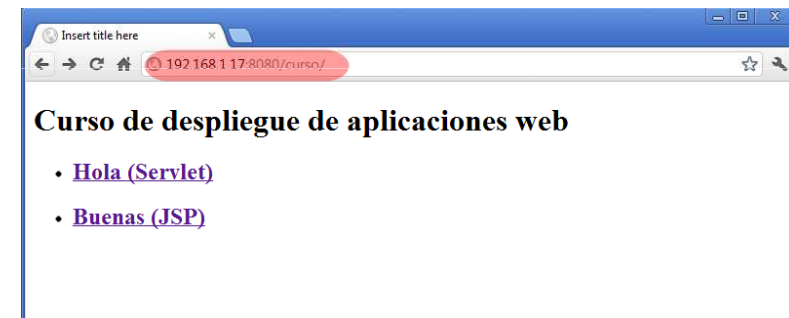 Insert title here
192.168.1.17:8080/curso/
Curso de despliegue de aplicaciones web
Hola (Servlet)
Buenas (JSP)